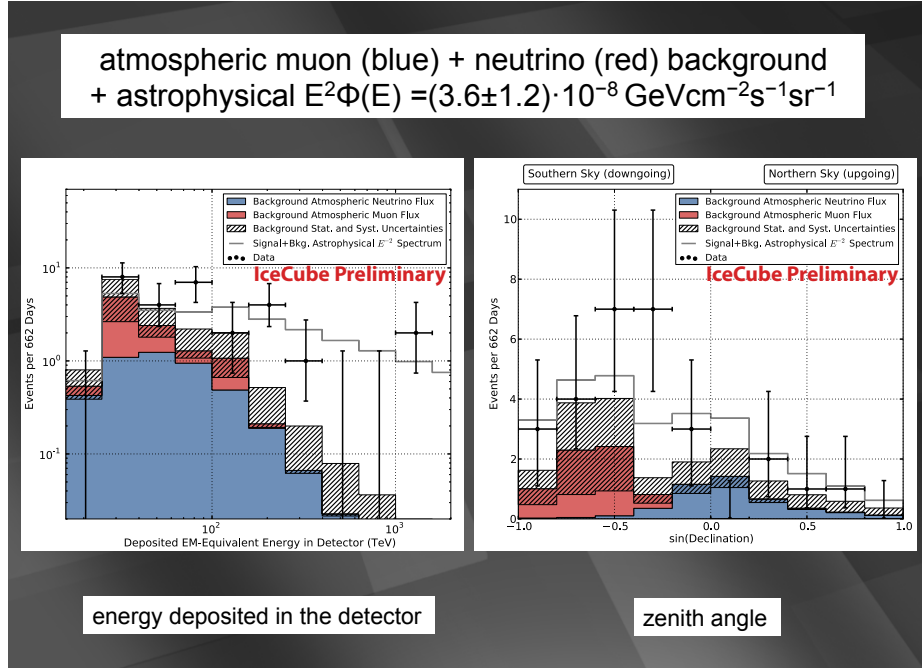 atmospheric muon (blue) + neutrino (red) background
+ astrophysical E²Φ(E) =(3.6±1.2)·10⁻⁸ GeVcm⁻²s⁻¹sr⁻¹
Background Atmospheric Neutrino Flux
Background Atmospheric Muon Flux
Background Stat. and Syst. Uncertainties
Signal+Bkg. Astrophysical E⁻² Spectrum
Data
IceCube Preliminary
10¹
10⁰
10⁻¹
Events per 662 Days
10²
10³
Deposited EM-Equivalent Energy in Detector (TeV)
Southern Sky (downgoing)
Northern Sky (upgoing)
Background Atmospheric Neutrino Flux
Background Atmospheric Muon Flux
Background Stat. and Syst. Uncertainties
Signal+Bkg. Astrophysical E⁻² Spectrum
Data
IceCube Preliminary
10
8
6
4
2
0
Events per 662 Days
−1.0
−0.5
0.0
0.5
1.0
sin(Declination)
energy deposited in the detector
zenith angle